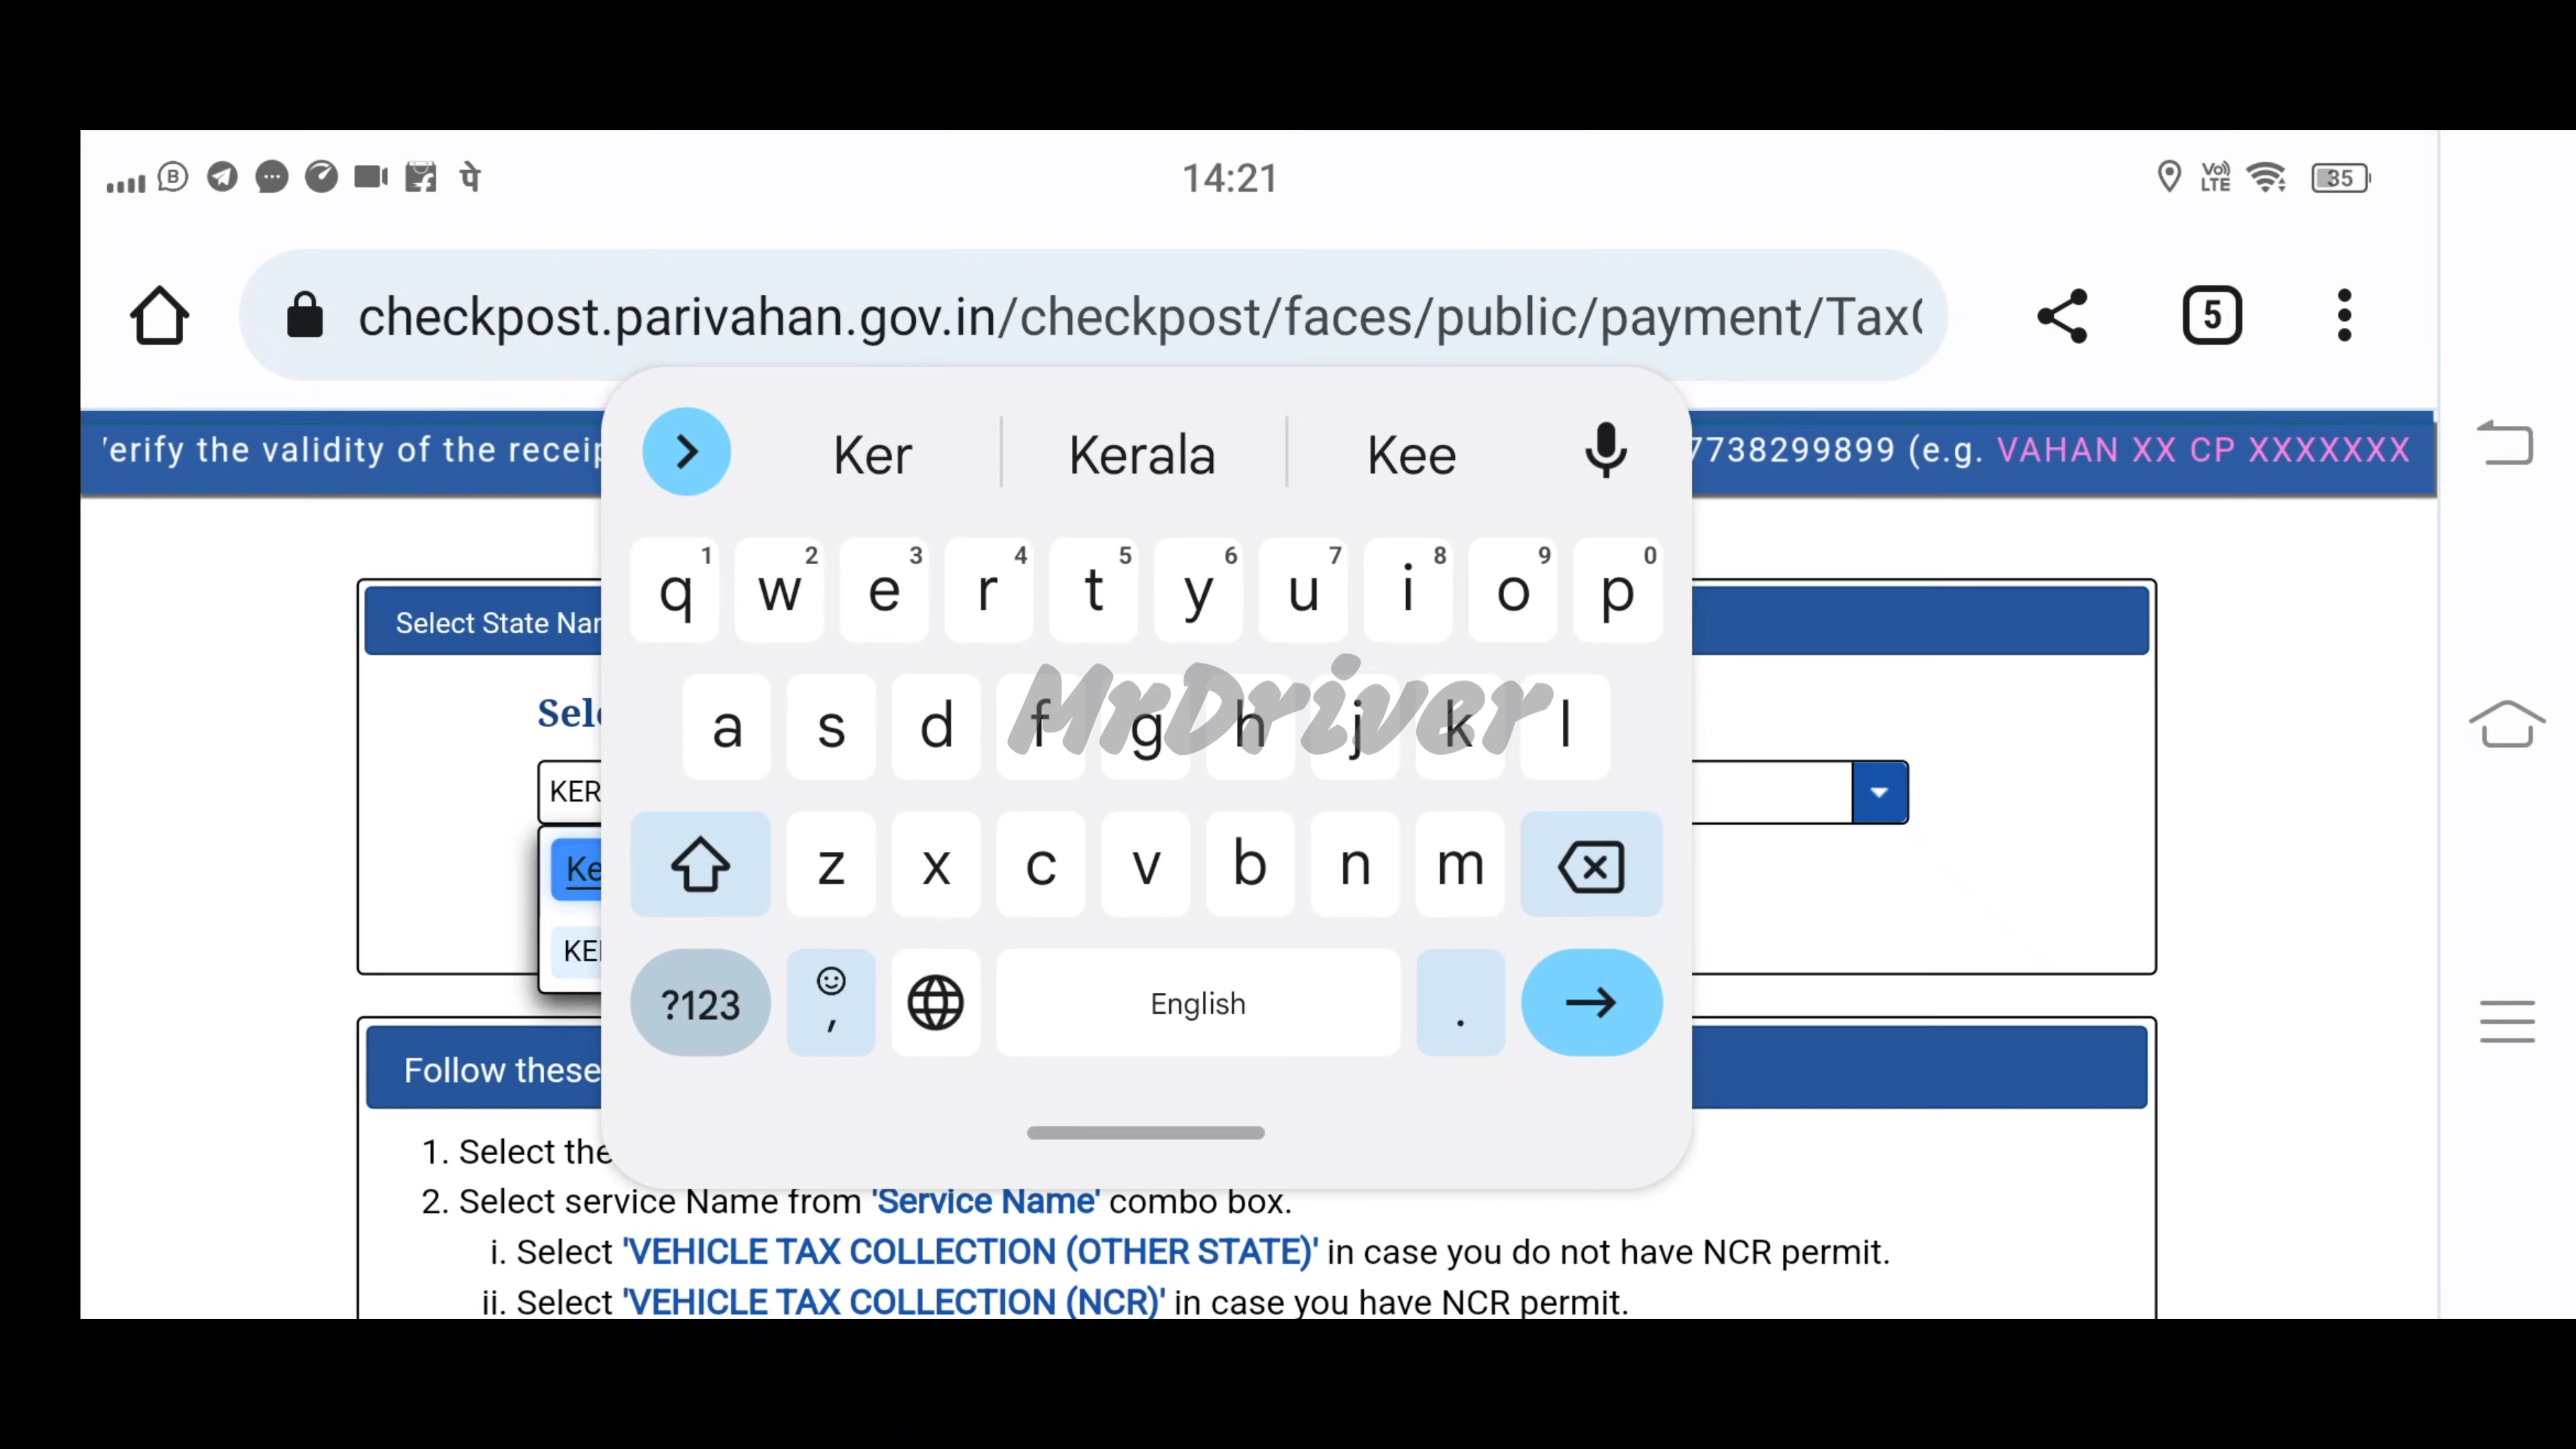 14:21
Vo)
LTE
35
checkpost.parivahan.gov.in/checkpost/faces/public/payment/Tax
5
erify the validity of the receip
7738299899 (e.g. VAHAN XX CP XXXXXXX
Ker Kerala Kee
Select State Nar
1 2 3 4 5 6 7 8 9 0
q w e r t y u i o p
MrDriver
Sele
a s d f g h j k l
KER
Ke
z x c v b n m
KE
?123 , English .
Follow these
1. Select the
2. Select service Name from 'Service Name' combo box.
i. Select 'VEHICLE TAX COLLECTION (OTHER STATE)' in case you do not have NCR permit.
ii. Select 'VEHICLE TAX COLLECTION (NCR)' in case you have NCR permit.